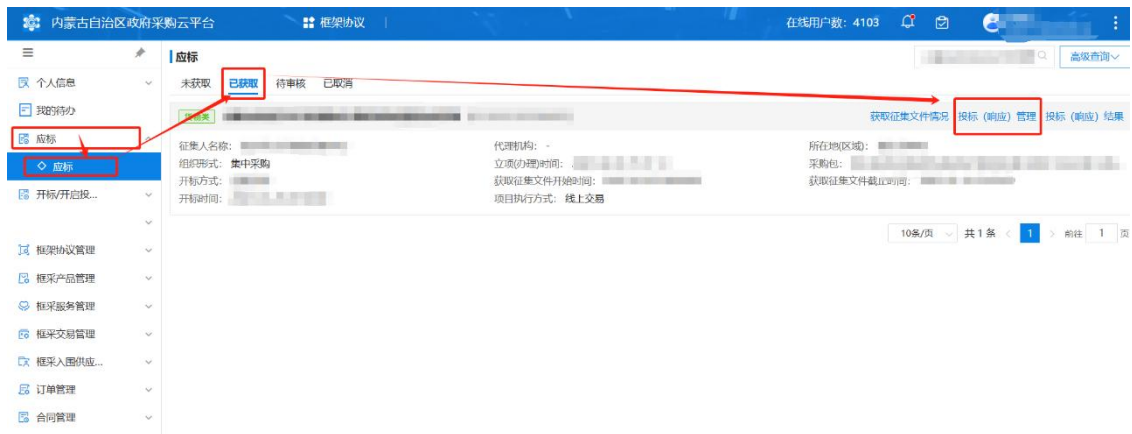 内蒙古自治区政府采购云平台 框架协议 在线用户数: 4103
应标 高级查询
个人信息
未获取 已获取 待审核 已取消
我的待办
获取征集文件情况 投标（响应）管理 投标（响应）结果
应标
征集人名称: 代理机构: - 所在地(区域):
应标
组织形式: 集中采购 立项(办理)时间: 采购包:
开标方式: 获取征集文件开始时间: 获取征集文件截止时间:
开标/开启投...
开标时间: 项目执行方式: 线上交易
10条/页 共1条 < 1 > 前往 1 页
框架协议管理
框采产品管理
框采服务管理
框采交易管理
框采入围供应...
订单管理
合同管理